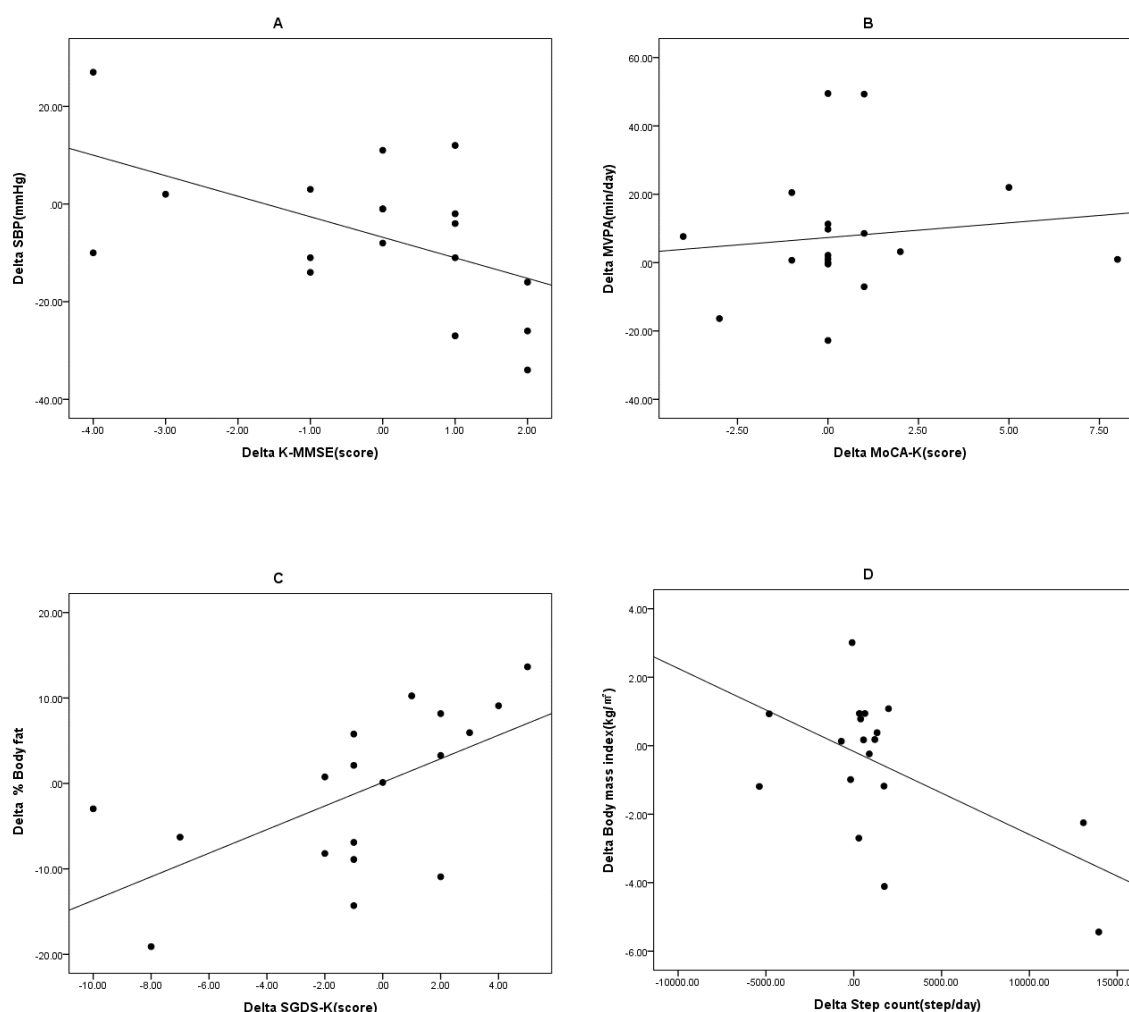 A
20.00
.00
-20.00
-40.00
-4.00 -3.00 -2.00 -1.00 .00 1.00 2.00
Delta SBP(mmHg)
Delta K-MMSE(score)
B
60.00
40.00
20.00
.00
-20.00
-40.00
-2.50 .00 2.50 5.00 7.50
Delta MVPA(min/day)
Delta MoCA-K(score)
C
20.00
10.00
.00
-10.00
-20.00
-10.00 -8.00 -6.00 -4.00 -2.00 .00 2.00 4.00
Delta % Body fat
Delta SGDS-K(score)
D
4.00
2.00
.00
-2.00
-4.00
-6.00
-10000.00 -5000.00 .00 5000.00 10000.00 15000.00
Delta Body mass index(kg/㎡)
Delta Step count(step/day)